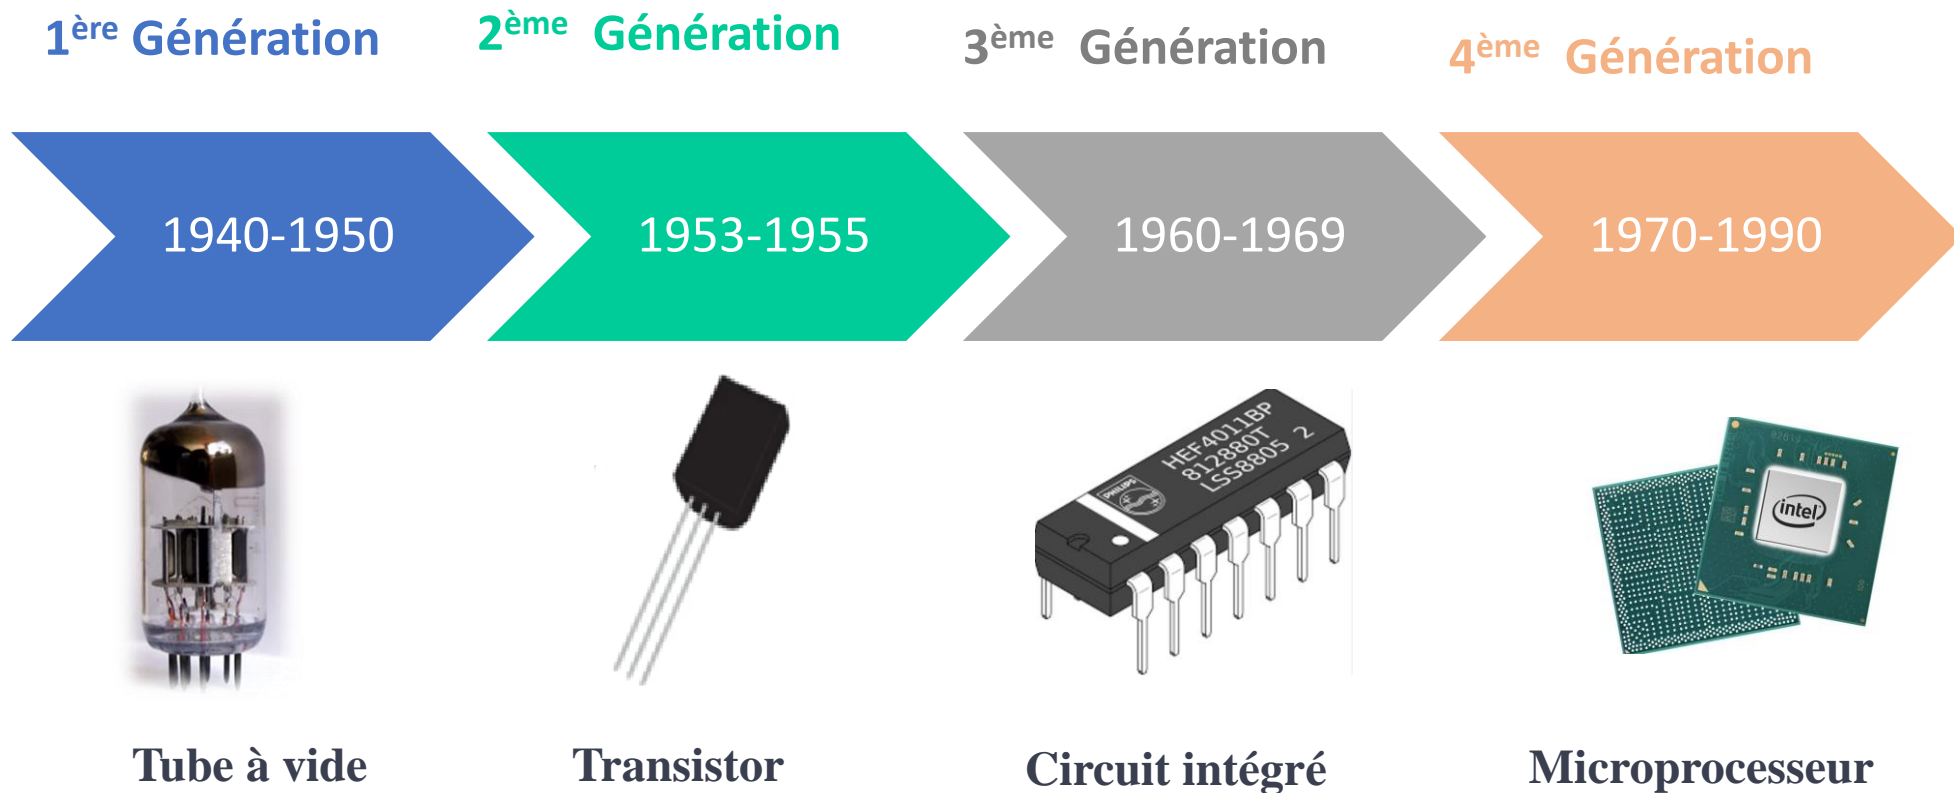 1ère Génération
2ème Génération
3ème Génération
4ème Génération
1940-1950
1953-1955
1960-1969
1970-1990
HEF4011BP
812880T
LSS8805 2
PHILIPS
intel
Tube à vide
Transistor
Circuit intégré
Microprocesseur